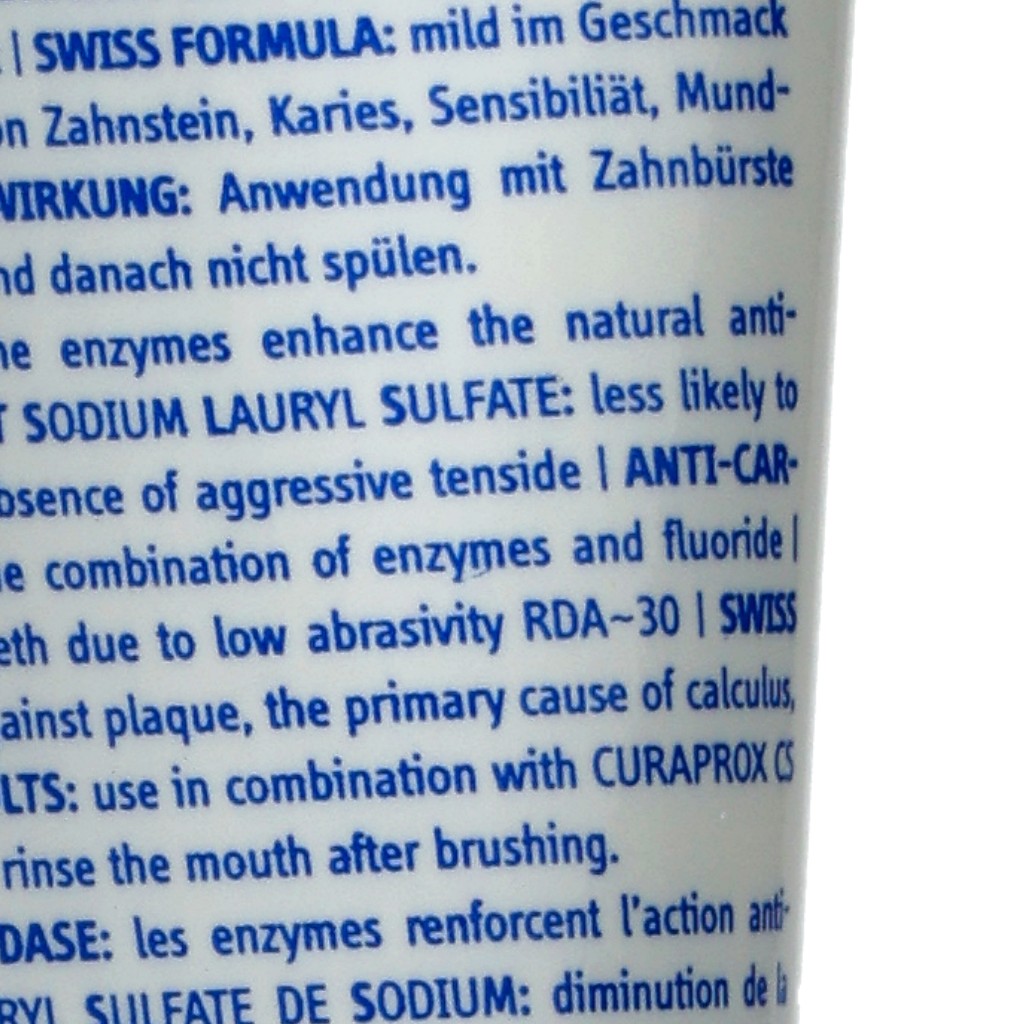 | SWISS FORMULA: mild im Geschmack
Zahnstein, Karies, Sensibiliät, Mund-
WIRKUNG: Anwendung mit Zahnbürste
nd danach nicht spülen.
enzymes enhance the natural anti-
SODIUM LAURYL SULFATE: less likely to
bsence of aggressive tenside | ANTI-CAR-
combination of enzymes and fluoride |
eth due to low abrasivity RDA~30 | SWISS
ainst plaque, the primary cause of calculus,
LTS: use in combination with CURAPROX CS
rinse the mouth after brushing.
DASE: les enzymes renforcent l'action anti-
RYL SULFATE DE SODIUM: diminution de la